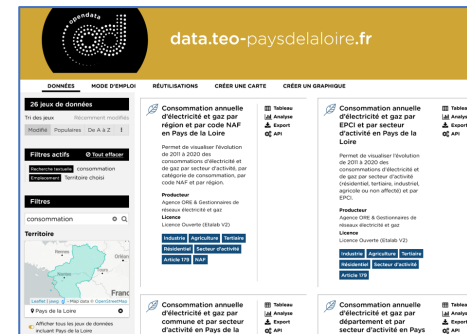 opendata
data.teo-paysdelaloire.fr
DONNÉES MODE D'EMPLOI RÉUTILISATIONS CRÉER UNE CARTE CRÉER UN GRAPHIQUE
26 jeux de données
Tri des jeux Récemment modifiés
Modifié Populaires De A à Z
Filtres actifs Tout effacer
Recherche textuelle consommation
Emplacement Territoire choisi
Filtres
consommation
Territoire
Rennes
Orléans
Nantes
Tours
Franc
Leaflet | Jawg - Map data © OpenStreetMap
Pays de la Loire
Afficher tous les jeux de données
incluant Pays de la Loire
Consommation annuelle
d'électricité et gaz par
région et par code NAF
en Pays de la Loire
Tableau
Analyse
Export
API
Permet de visualiser l'évolution
de 2011 à 2020 des
consommations d'électricité et
de gaz par secteur d'activité, par
catégorie de consommation, par
code NAF et par région.
Producteur
Agence ORE & Gestionnaires de
réseaux électricité et gaz
Licence
Licence Ouverte (Etalab V2)
Industrie Agriculture Tertiaire
Résidentiel Secteur d'activité
Article 179 NAF
Consommation annuelle
d'électricité et gaz par
EPCI et par secteur
d'activité en Pays de la
Loire
Tableau
Analyse
Export
API
Permet de visualiser l'évolution
de 2011 à 2020 des
consommations d'électricité et
de gaz par secteur d'activité
(résidentiel, tertiaire, industriel,
agricole ou non affecté) et par
EPCI.
Producteur
Agence ORE & Gestionnaires de
réseaux électricité et gaz
Licence
Licence Ouverte (Etalab V2)
Industrie Agriculture Tertiaire
Résidentiel Secteur d'activité
Article 179
Consommation annuelle
d'électricité et gaz par
commune et par secteur
d'activité en Pays de la
Tableau
Analyse
Export
API
Consommation annuelle
d'électricité et gaz par
département et par
secteur d'activité en Pays
Tableau
Analyse
Export
API